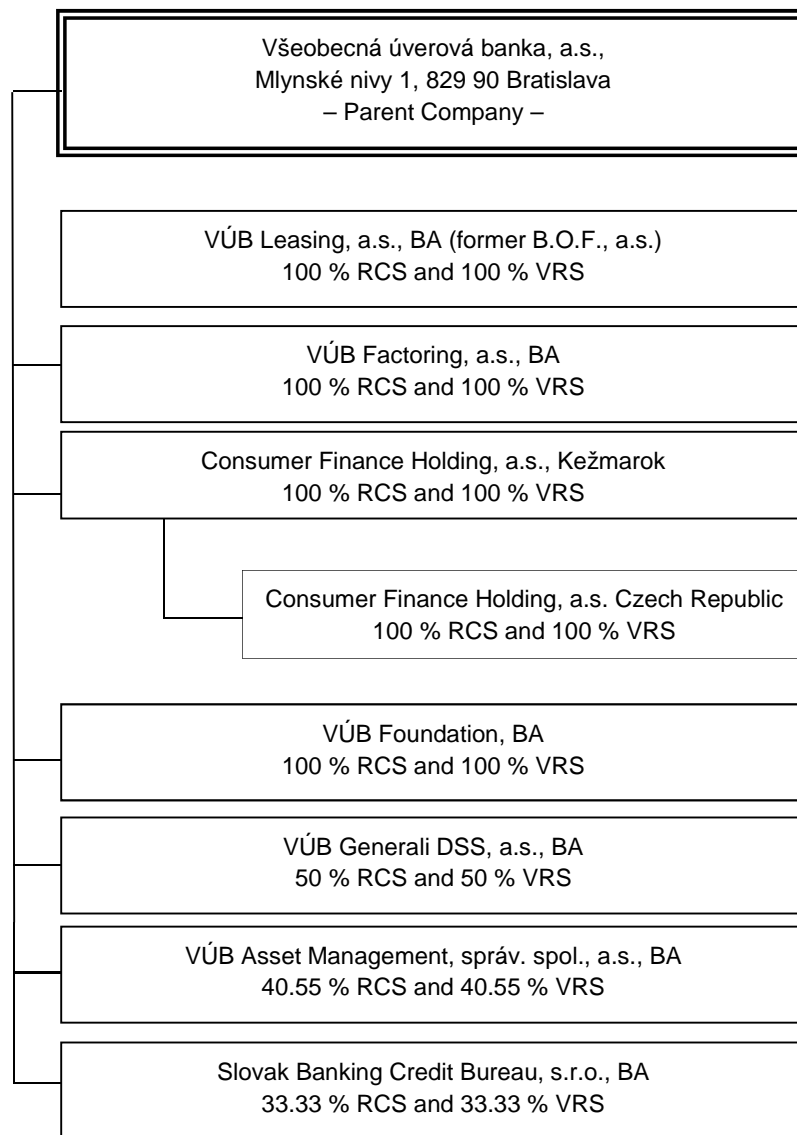 Všeobecná úverová banka, a.s.,
Mlynské nivy 1, 829 90 Bratislava
– Parent Company –
VÚB Leasing, a.s., BA (former B.O.F., a.s.)
100 % RCS and 100 % VRS
VÚB Factoring, a.s., BA
100 % RCS and 100 % VRS
Consumer Finance Holding, a.s., Kežmarok
100 % RCS and 100 % VRS
Consumer Finance Holding, a.s. Czech Republic
100 % RCS and 100 % VRS
VÚB Foundation, BA
100 % RCS and 100 % VRS
VÚB Generali DSS, a.s., BA
50 % RCS and 50 % VRS
VÚB Asset Management, správ. spol., a.s., BA
40.55 % RCS and 40.55 % VRS
Slovak Banking Credit Bureau, s.r.o., BA
33.33 % RCS and 33.33 % VRS